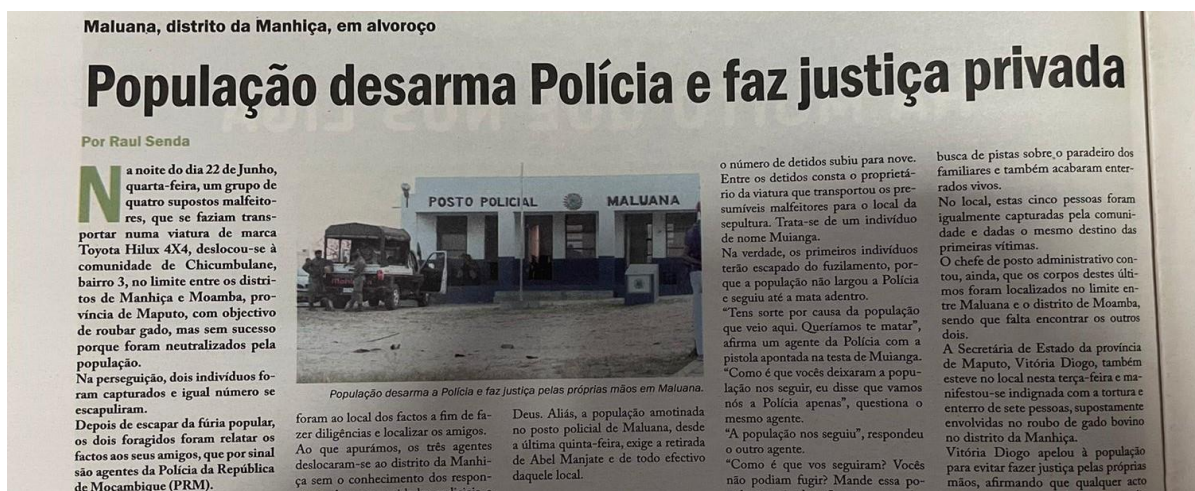 Maluana, distrito da Manhiça, em alvoroço
População desarma Polícia e faz justiça privada
Por Raul Senda
Na noite do dia 22 de Junho,
quarta-feira, um grupo de
quatro supostos malfeito-
res, que se faziam trans-
portar numa viatura de marca
Toyota Hilux 4X4, deslocou-se à
comunidade de Chicumbulane,
bairro 3, no limite entre os distri-
tos de Manhiça e Moamba, pro-
víncia de Maputo, com objectivo
de roubar gado, mas sem sucesso
porque foram neutralizados pela
população.
Na perseguição, dois indivíduos fo-
ram capturados e igual número se
escapuliram.
Depois de escapar da fúria popular,
os dois foragidos foram relatar os
factos aos seus amigos, que por sinal
são agentes da Polícia da República
de Moçambique (PRM).
POSTO POLICIAL MALUANA
População desarma a Polícia e faz justiça pelas próprias mãos em Maluana.
foram ao local dos factos a fim de fa-
zer diligências e localizar os amigos.
Ao que apurámos, os três agentes
deslocaram-se ao distrito da Manhi-
ça sem o conhecimento dos respon-
Deus. Aliás, a população amotinada
no posto policial de Maluana, desde
a última quinta-feira, exige a retirada
de Abel Manjate e de todo efectivo
daquele local.
o número de detidos subiu para nove.
Entre os detidos consta o proprietá-
rio da viatura que transportou os pre-
sumíveis malfeitores para o local da
sepultura. Trata-se de um indivíduo
de nome Muianga.
Na verdade, os primeiros indivíduos
terão escapado do fuzilamento, por-
que a população não largou a Polícia
e seguiu até a mata adentro.
"Tens sorte por causa da população
que veio aqui. Queríamos te matar",
afirma um agente da Polícia com a
pistola apontada na testa de Muianga.
"Como é que vocês deixaram a popu-
lação nos seguir, eu disse que vamos
nós a Polícia apenas", questiona o
mesmo agente.
"A população nos seguiu", respondeu
o outro agente.
"Como é que vos seguiram? Vocês
não podiam fugir? Mande essa po-
busca de pistas sobre o paradeiro dos
familiares e também acabaram enter-
rados vivos.
No local, estas cinco pessoas foram
igualmente capturadas pela comuni-
dade e dadas o mesmo destino das
primeiras vítimas.
O chefe de posto administrativo con-
tou, ainda, que os corpos destes últi-
mos foram localizados no limite en-
tre Maluana e o distrito de Moamba,
sendo que falta encontrar os outros
dois.
A Secretária de Estado da província
de Maputo, Vitória Diogo, também
esteve no local nesta terça-feira e ma-
nifestou-se indignada com a tortura e
enterro de sete pessoas, supostamente
envolvidas no roubo de gado bovino
no distrito da Manhiça.
Vitória Diogo apelou à população
para evitar fazer justiça pelas próprias
mãos, afirmando que qualquer acto